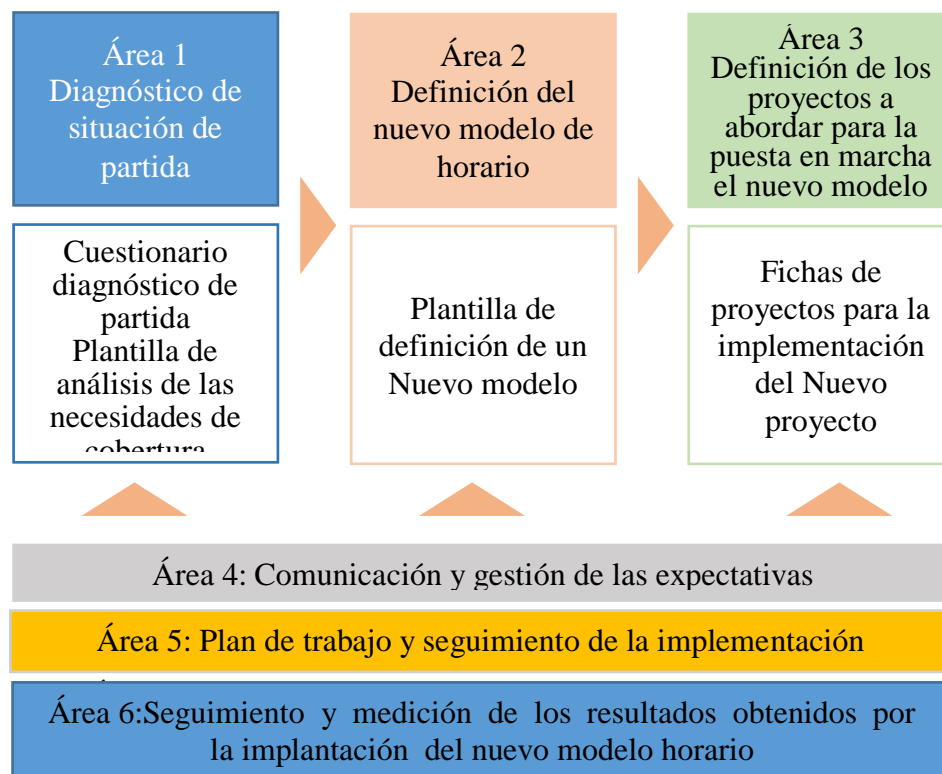 Área 1
Diagnóstico de
situación de
partida
Área 2
Definición del
nuevo modelo de
horario
Área 3
Definición de los
proyectos a
abordar para la
puesta en marcha
el nuevo modelo
Cuestionario
diagnóstico de
partida
Plantilla de
análisis de las
necesidades de
cobertura
Plantilla de
definición de un
Nuevo modelo
Fichas de
proyectos para la
implementación
del Nuevo
proyecto
Área 4: Comunicación y gestión de las expectativas
Área 5: Plan de trabajo y seguimiento de la implementación
Área 6:Seguimiento y medición de los resultados obtenidos por
la implantación del nuevo modelo horario